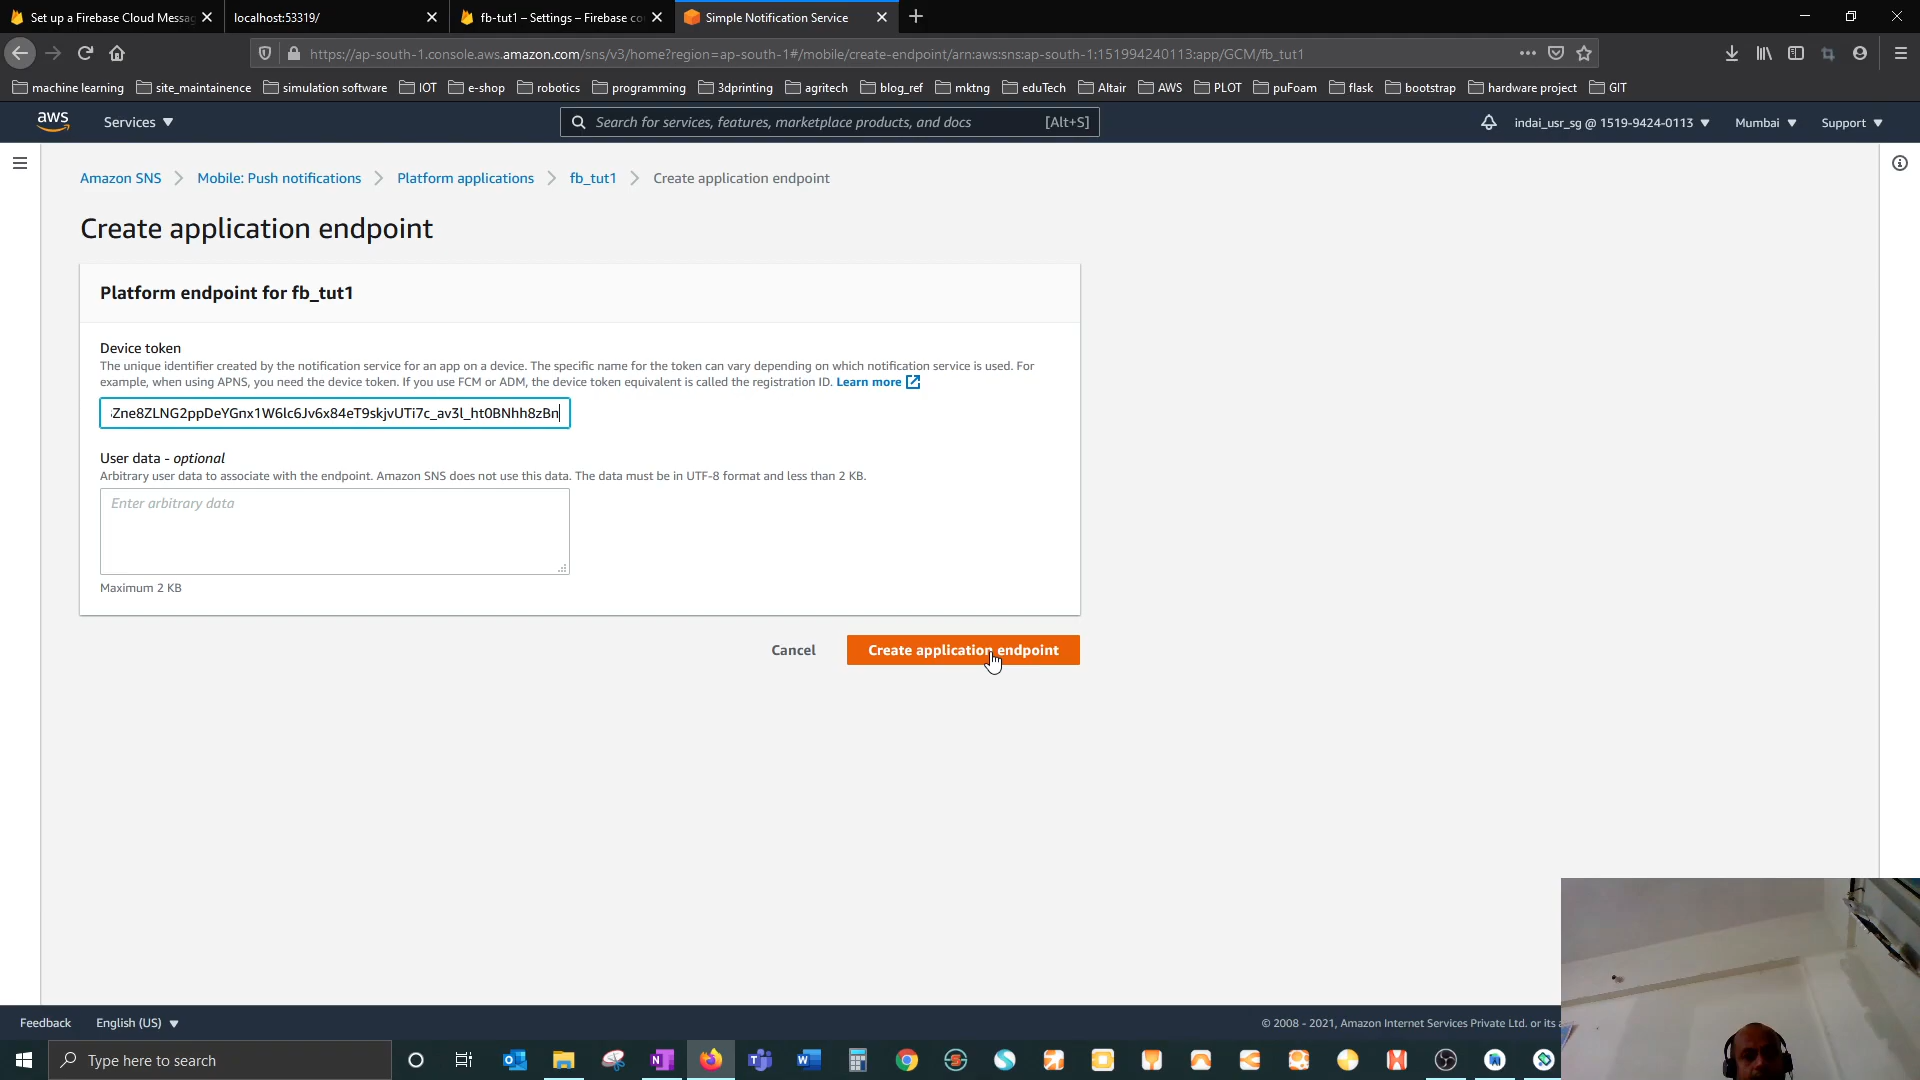 Set up a Firebase Cloud Messag
localhost:53319/
fb-tut1 – Settings – Firebase co
Simple Notification Service
https://ap-south-1.console.aws.amazon.com/sns/v3/home?region=ap-south-1#/mobile/create-endpoint/arn:aws:sns:ap-south-1:151994240113:app/GCM/fb_tut1
machine learning
site_maintainence
simulation software
IOT
e-shop
robotics
programming
3dprinting
agritech
blog_ref
mktng
eduTech
Altair
AWS
PLOT
puFoam
flask
bootstrap
hardware project
GIT
aws
Services
Search for services, features, marketplace products, and docs
[Alt+S]
indai_usr_sg @ 1519-9424-0113
Mumbai
Support
Amazon SNS
Mobile: Push notifications
Platform applications
fb_tut1
Create application endpoint
Create application endpoint
Platform endpoint for fb_tut1
Device token
The unique identifier created by the notification service for an app on a device. The specific name for the token can vary depending on which notification service is used. For
example, when using APNS, you need the device token. If you use FCM or ADM, the device token equivalent is called the registration ID. Learn more
Zne8ZLNG2ppDeYGnx1W6lc6Jv6x84eT9skjvUTi7c_av3l_ht0BNhh8zBn
User data - optional
Arbitrary user data to associate with the endpoint. Amazon SNS does not use this data. The data must be in UTF-8 format and less than 2 KB.
Enter arbitrary data
Maximum 2 KB
Cancel
Create application endpoint
Feedback
English (US)
© 2008 - 2021, Amazon Internet Services Private Ltd. or its
Type here to search